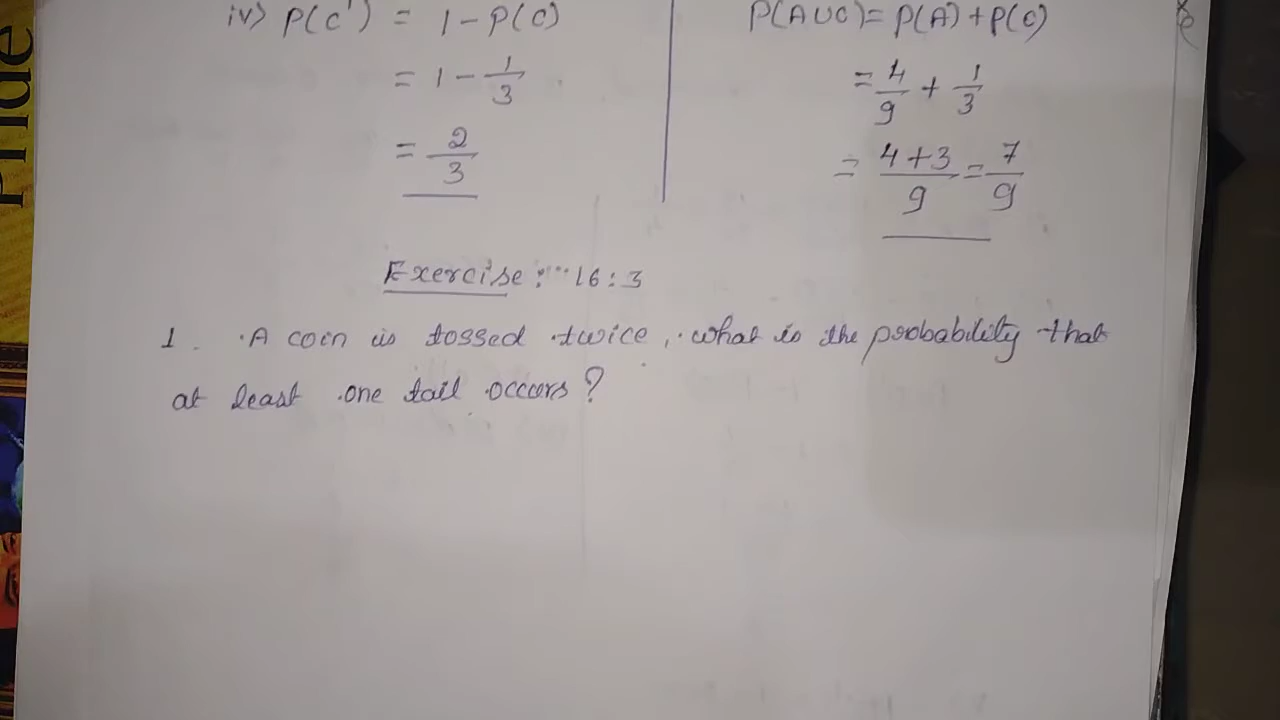 iv) P(C') = 1 - P(C)
= 1 - 1/3
= 2/3
P(A∪C) = P(A) + P(C)
= 4/9 + 1/3
= 4+3/9 = 7/9
Exercise: 16:3
1. A coin is tossed twice, what is the probability that
at least one tail occurs?